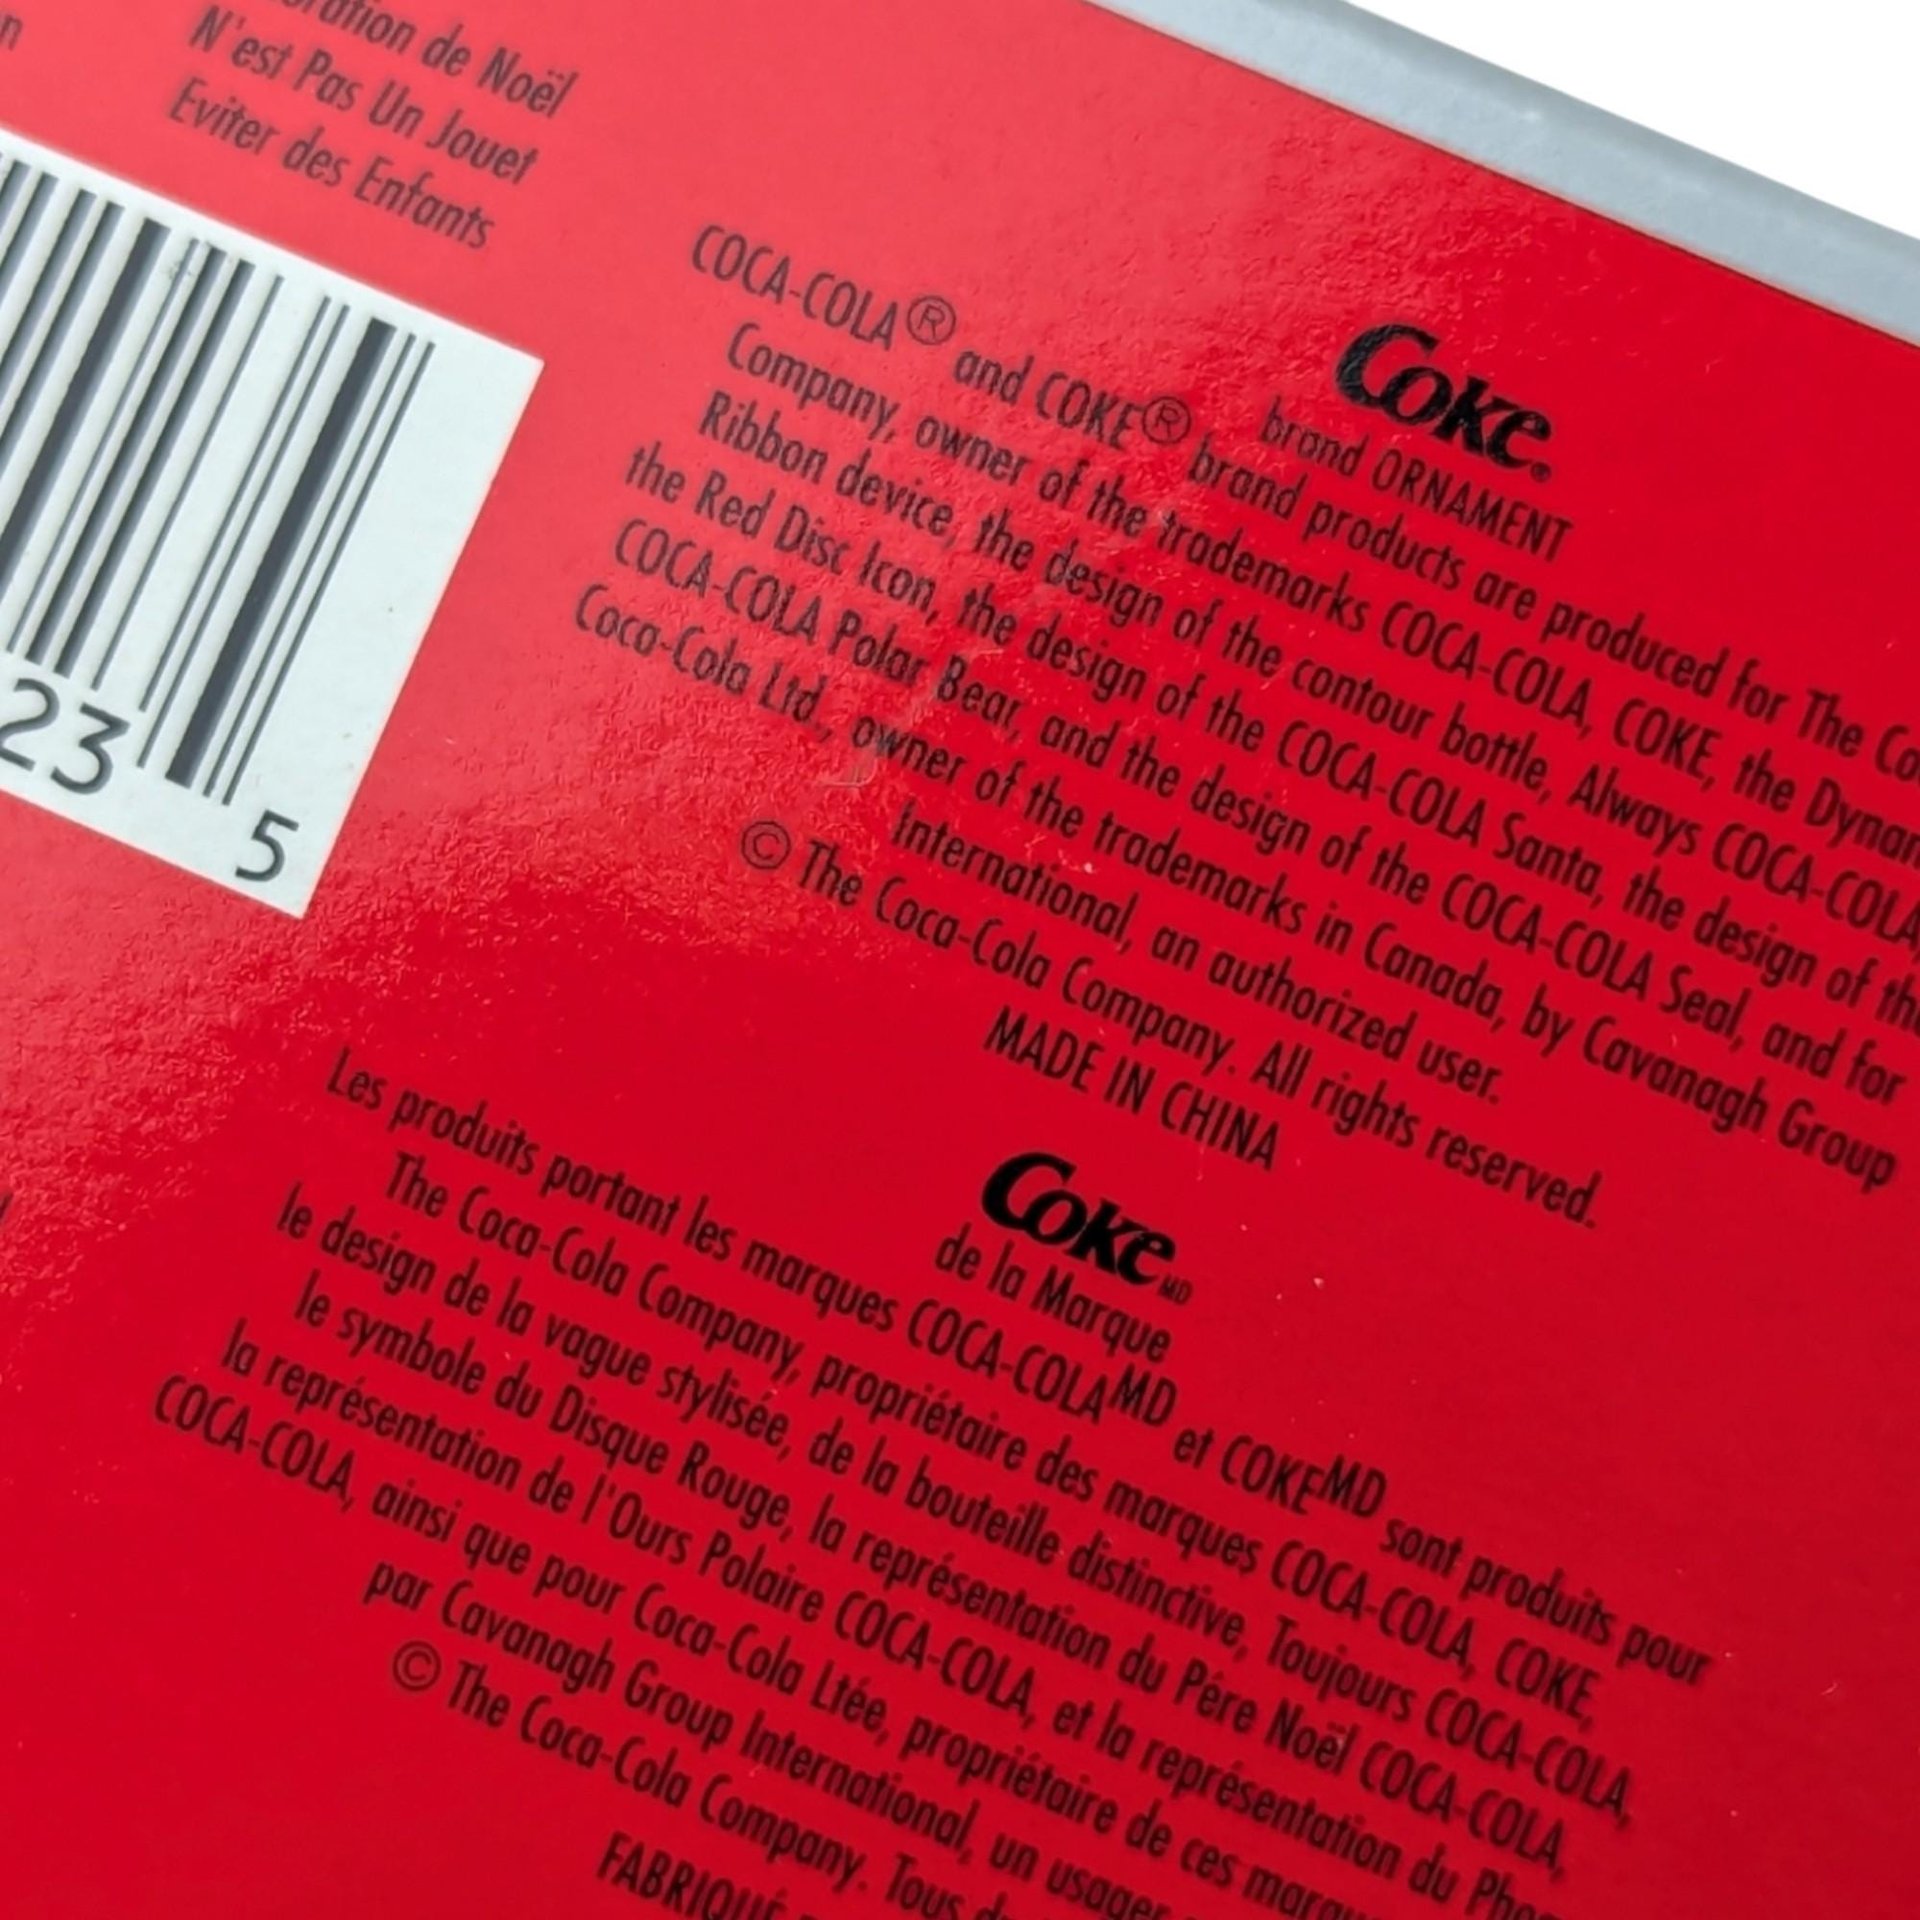 de Noël
N'est Pas Un Jouet
Eviter des Enfants
23
5
Coke®
brand ORNAMENT
COCA-COLA® and COKE® brand products are produced for The
Company, owner of the trademarks COCA-COLA, COKE, the
Ribbon device, the design of the contour bottle, Always COCA-COLA,
the Red Disc Icon, the design of the COCA-COLA Santa, the design of
COCA-COLA Polar Bear, and the design of the COCA-COLA Seal, and for
Coca-Cola Ltd., owner of the trademarks in Canada, by Cavanagh Group
International, an authorized user.
© The Coca-Cola Company. All rights reserved.
MADE IN CHINA
Coke MD
de la Marque
Les produits portant les marques COCA-COLAMD et COKEMD sont produits pour
The Coca-Cola Company, propriétaire des marques COCA-COLA, COKE,
le design de la vague stylisée, de la bouteille distinctive, Toujours COCA-COLA,
le symbole du Disque Rouge, la représentation du Père Noël COCA-COLA,
la représentation de l'Ours Polaire COCA-COLA, et la représentation du
COCA-COLA, ainsi que pour Coca-Cola Ltée, propriétaire de ces
par Cavanagh Group International, un
© The Coca-Cola Company. Tous
FABRIQUÉ